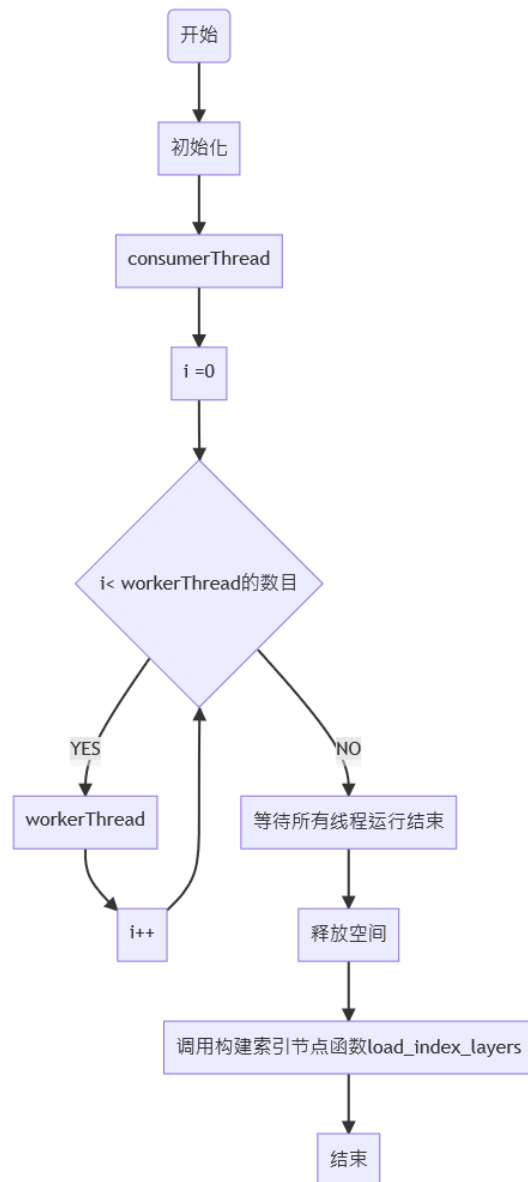 开始
初始化
consumerThread
i =0
i< workerThread的数目
YES
NO
workerThread
等待所有线程运行结束
i++
释放空间
调用构建索引节点函数load_index_layers
结束